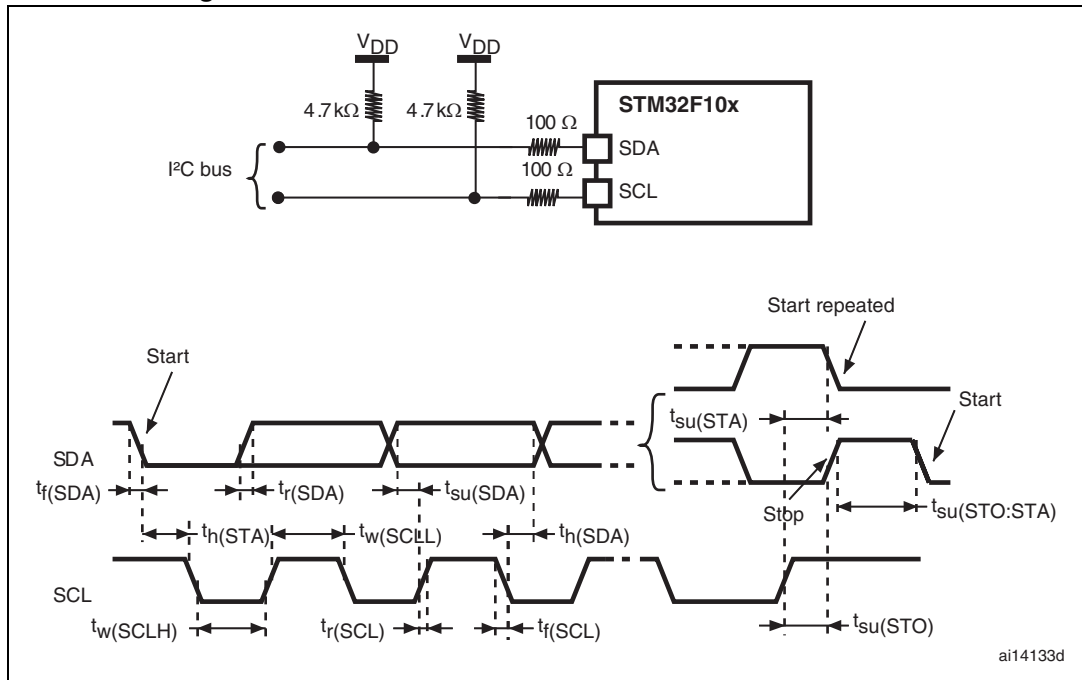 VDD VDD
STM32F10x
4.7kΩ 4.7kΩ 100 Ω
SDA
I²C bus 100 Ω
SCL
Start repeated
Start
Start
tsu(STA)
SDA
tf(SDA) tr(SDA) tsu(SDA)
Stop tsu(STO:STA)
th(STA) tw(SCLL) th(SDA)
SCL
tw(SCLH) tr(SCL) tf(SCL) tsu(STO)
ai14133d